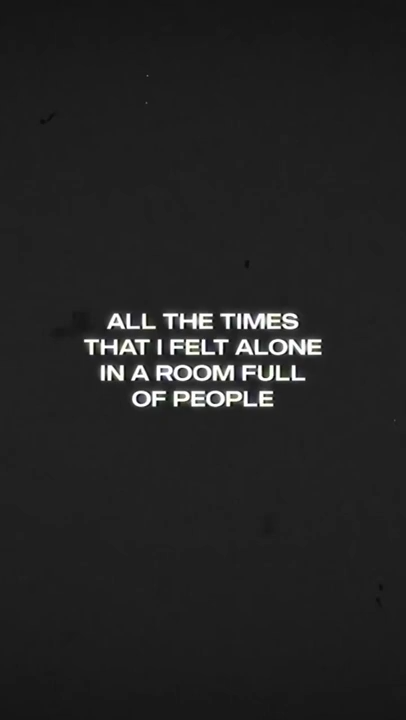 ALL THE TIMES
THAT I FELT ALONE
IN A ROOM FULL
OF PEOPLE